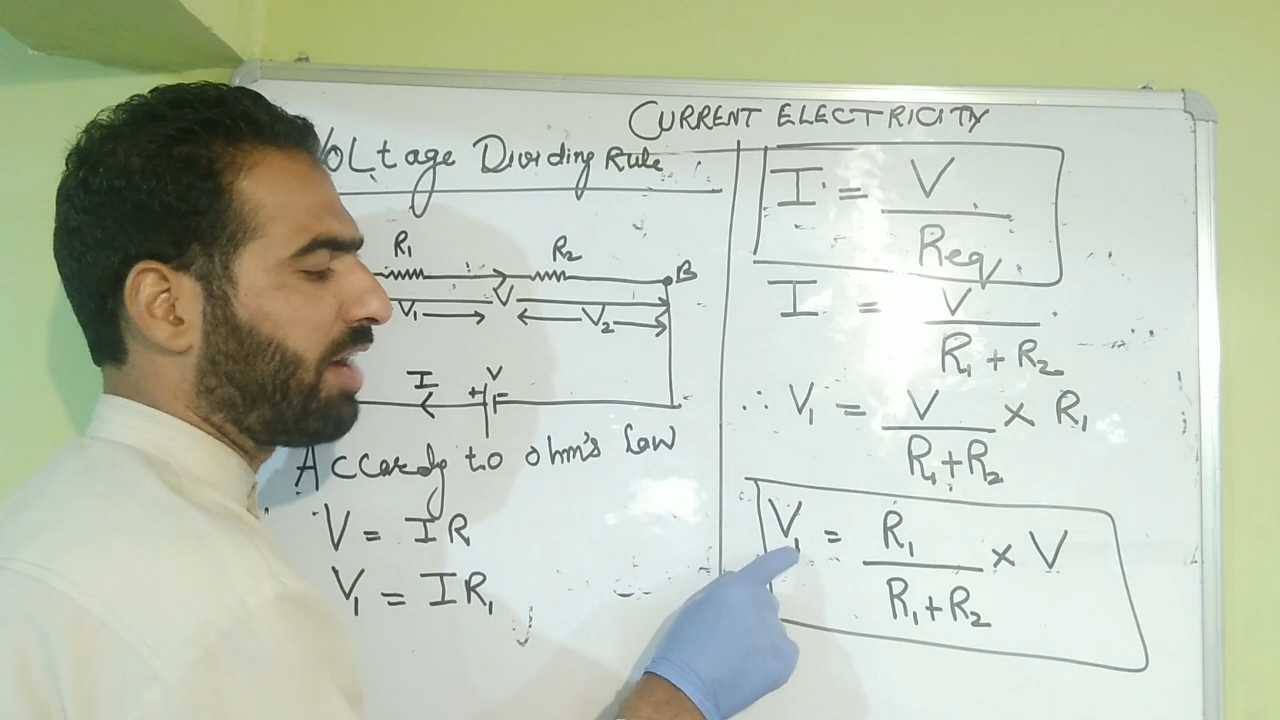 CURRENT ELECTRICITY
Voltage Dividing Rule
R₁ R₂
B
V
V₁ V₂
I + V
Accordg to ohm's law
V = IR
V₁ = IR₁
I = V / Req
I = V / R₁ + R₂
∴ V₁ = V / R₁+R₂ × R₁
V₁ = R₁ / R₁+R₂ × V